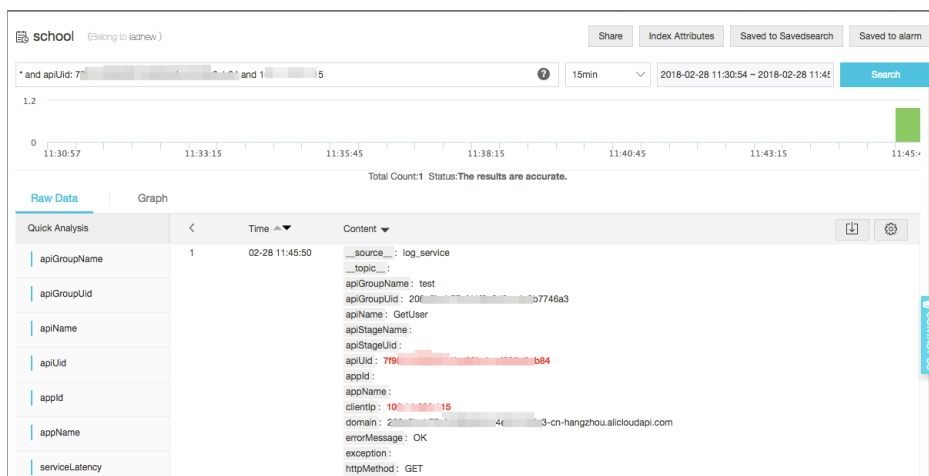 school (Belong to ladnew ) Share Index Attributes Saved to Savedsearch Saved to alarm
* and apiUid: and 15min 2018-02-28 11:30:54 ~ 2018-02-28 11:45 Search
1.2
0
11:30:57 11:33:15 11:35:45 11:38:15 11:40:45 11:43:15 11:45:
Total Count:1 Status:The results are accurate.
Raw Data Graph
Quick Analysis < Time Content
1 02-28 11:45:50 __source__ : log_service
__topic__ :
apiGroupName apiGroupName : test
apiGroupUid apiGroupUid : b7746a3
apiName apiName : GetUser
apiStageName :
apiStageUid :
apiUid apiUid : 7f9 b84
appId appId :
appName :
clientIp : 10 15
domain : 3-cn-hangzhou.alicloudapi.com
appName errorMessage : OK
exception :
serviceLatency httpMethod : GET